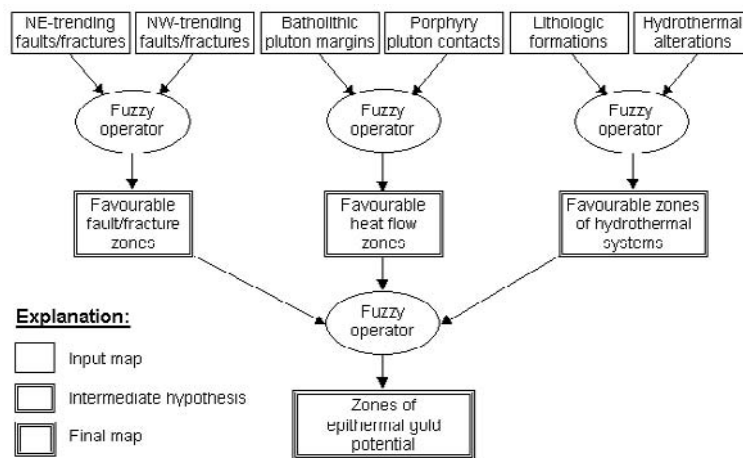 NE-trending
faults/fractures
NW-trending
faults/fractures
Batholithic
pluton margins
Porphyry
pluton contacts
Lithologic
formations
Hydrothermal
alterations
Fuzzy
operator
Fuzzy
operator
Fuzzy
operator
Favourable
fault/fracture
zones
Favourable
heat flow
zones
Favourable zones
of hydrothermal
systems
Fuzzy
operator
Zones of
epithermal gold
potential
Explanation:
Input map
Intermediate hypothesis
Final map